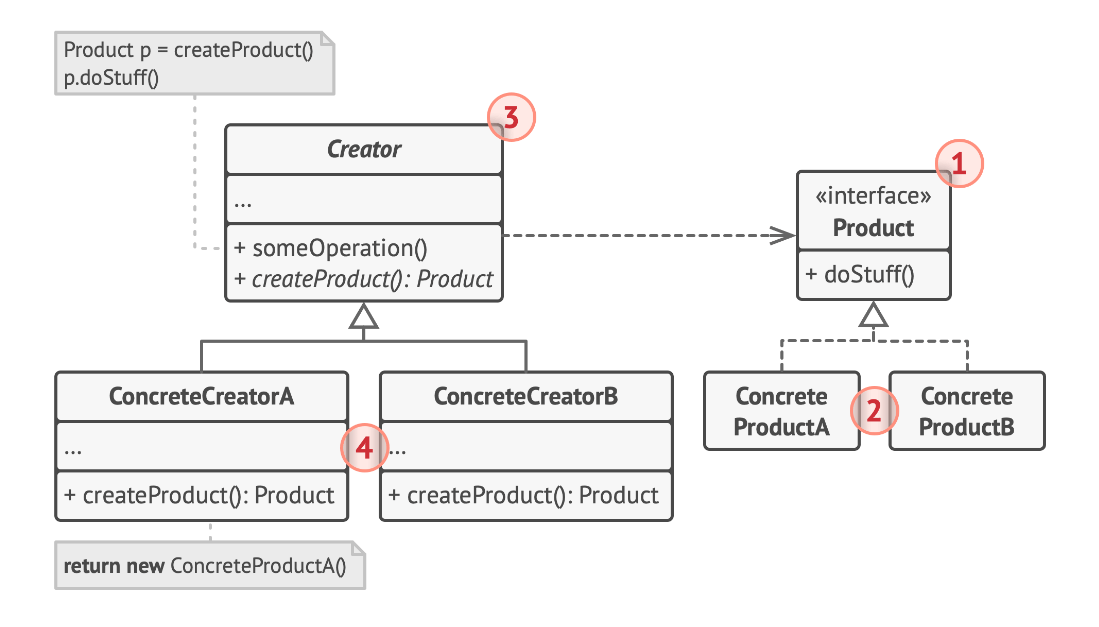 Product p = createProduct()
p.doStuff()
3
Creator
...
+ someOperation()
+ createProduct(): Product
1
«interface»
Product
+ doStuff()
ConcreteCreatorA
...
+ createProduct(): Product
4
ConcreteCreatorB
...
+ createProduct(): Product
Concrete
ProductA
2
Concrete
ProductB
return new ConcreteProductA()